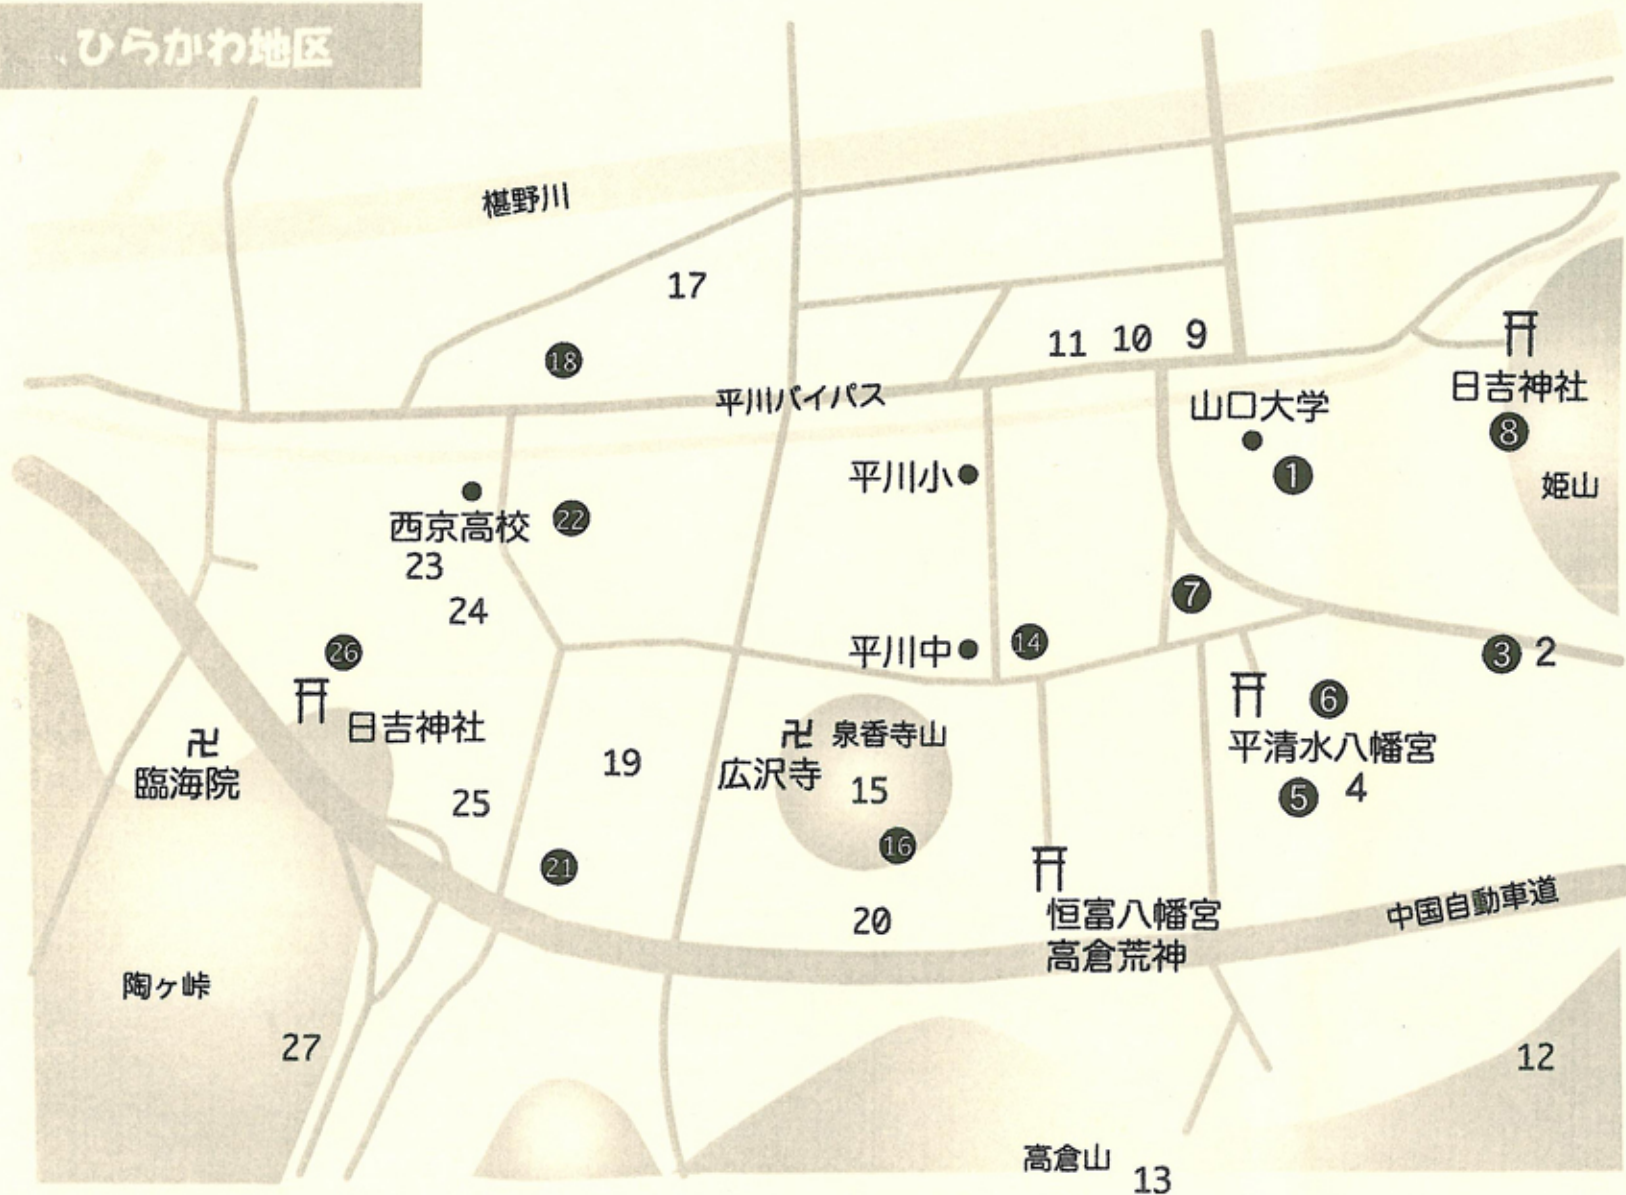 ひらかわ地区
椹野川
17
18
11 10 9
平川バイパス
山口大学
1
日吉神社
8
姫山
平川小
西京高校
22
23
24
7
平川中
14
3 2
26
日吉神社
卍
臨海院
25
19
21
卍 泉香寺山
広沢寺
15
16
20
6
平清水八幡宮
5 4
恒富八幡宮
高倉荒神
中国自動車道
陶ヶ峠
27
12
高倉山
13